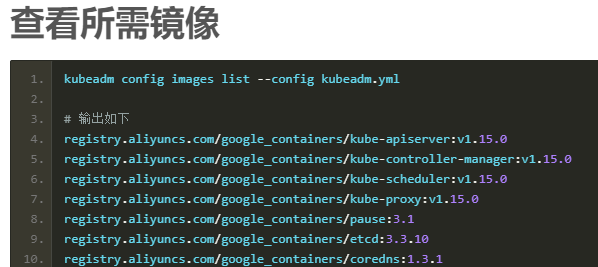 查看所需镜像
1. kubeadm config images list --config kubeadm.yml
2.
3. # 输出如下
4. registry.aliyuncs.com/google_containers/kube-apiserver:v1.15.0
5. registry.aliyuncs.com/google_containers/kube-controller-manager:v1.15.0
6. registry.aliyuncs.com/google_containers/kube-scheduler:v1.15.0
7. registry.aliyuncs.com/google_containers/kube-proxy:v1.15.0
8. registry.aliyuncs.com/google_containers/pause:3.1
9. registry.aliyuncs.com/google_containers/etcd:3.3.10
10. registry.aliyuncs.com/google_containers/coredns:1.3.1